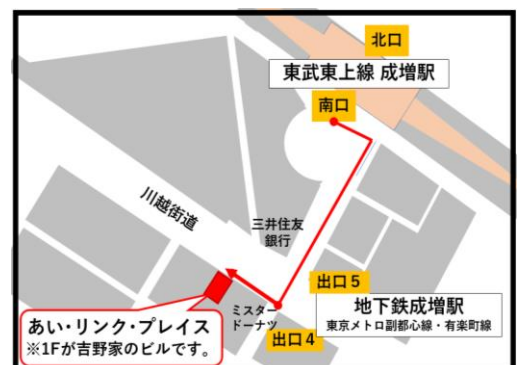 北口
東武東上線 成増駅
南口
川越街道
三井住友
銀行
出口５
地下鉄成増駅
東京メトロ副都心線・有楽町線
ミスター
ドーナツ
出口４
あい・リンク・プレイス
※1Fが吉野家のビルです。